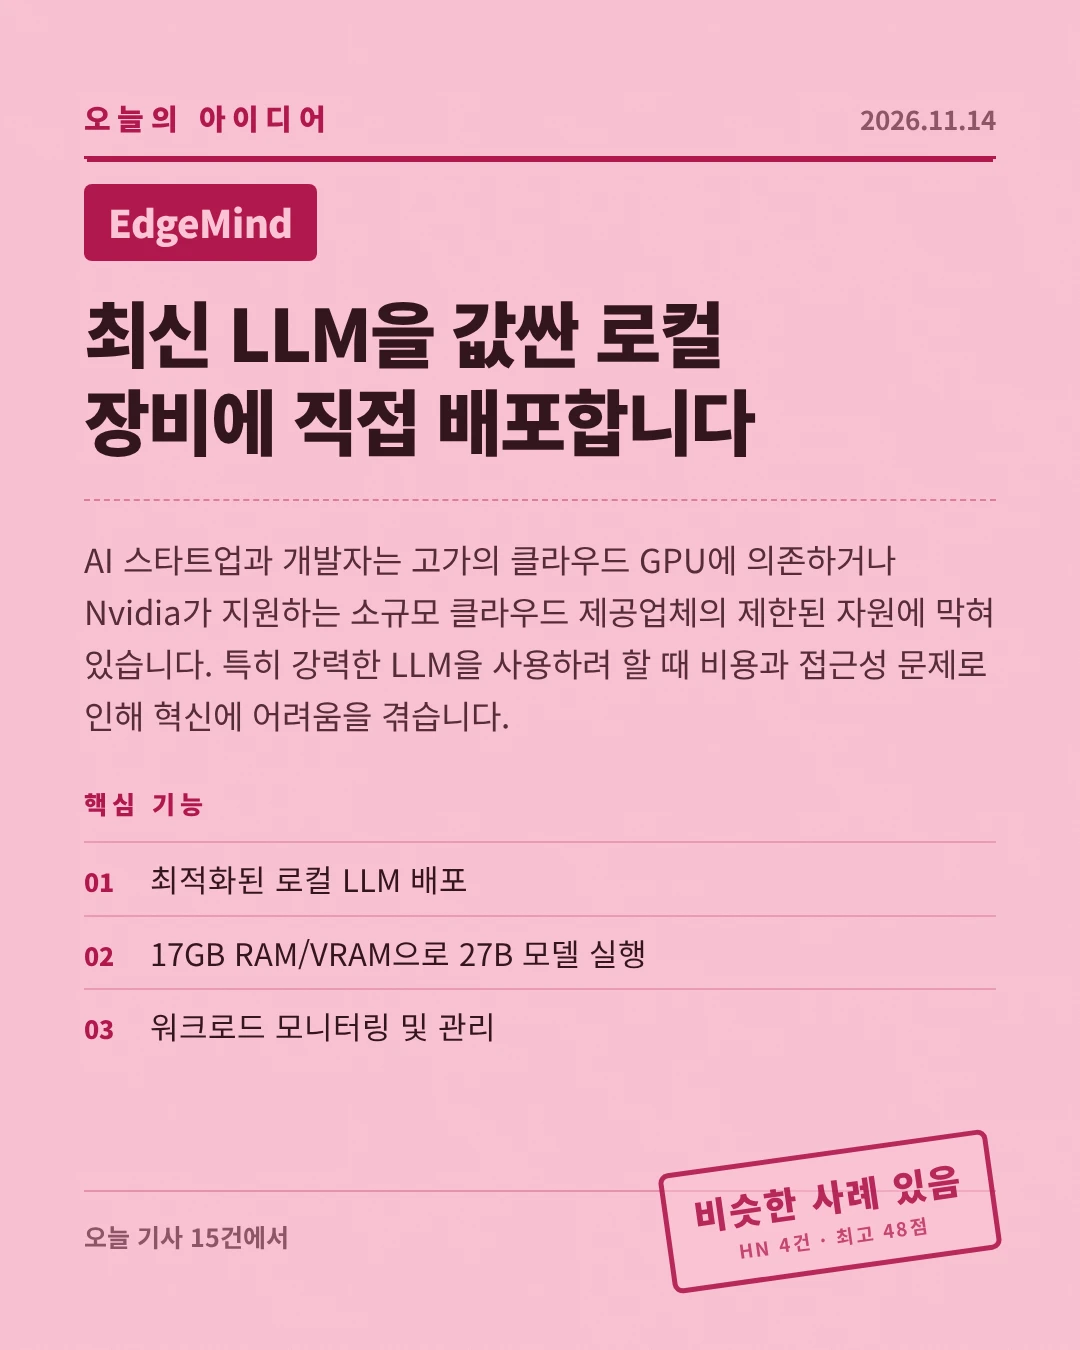 오늘의 아이디어
2026.11.14
EdgeMind
최신 LLM을 값싼 로컬
장비에 직접 배포합니다
AI 스타트업과 개발자는 고가의 클라우드 GPU에 의존하거나
Nvidia가 지원하는 소규모 클라우드 제공업체의 제한된 자원에 막혀
있습니다. 특히 강력한 LLM을 사용하려 할 때 비용과 접근성 문제로
인해 혁신에 어려움을 겪습니다.
핵심 기능
01 최적화된 로컬 LLM 배포
02 17GB RAM/VRAM으로 27B 모델 실행
03 워크로드 모니터링 및 관리
비슷한 사례 있음
HN 4건 · 최고 48점
오늘 기사 15건에서